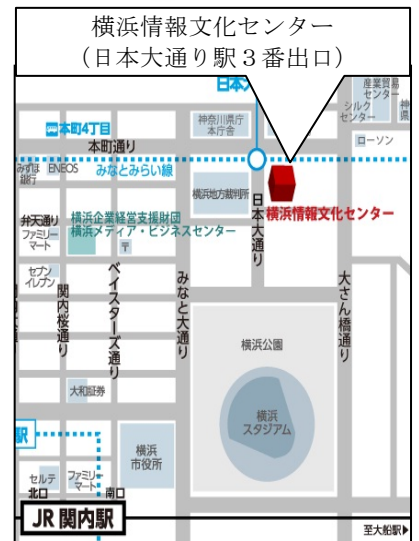 横浜情報文化センター
（日本大通り駅３番出口）
日本大
産業貿易
センター
シルク
センター
神奈川県庁
本庁舎
本町4丁目
本町通り
ローソン
みずほ
銀行
ENEOS
みなとみらい線
横浜地方裁判所
日本大通り
横浜情報文化センター
弁天通り
ファミリー
マート
横浜企業経営支援財団
横浜メディア・ビジネスセンター
〒
セブン
イレブン
関内桜通り
ベイスターズ通り
みなと大通り
大さん橋通り
横浜公園
横浜
スタジアム
大和証券
駅
横浜
市役所
セルテ
ファミリー
マート
北口
南口
JR 関内駅
至大船駅▶